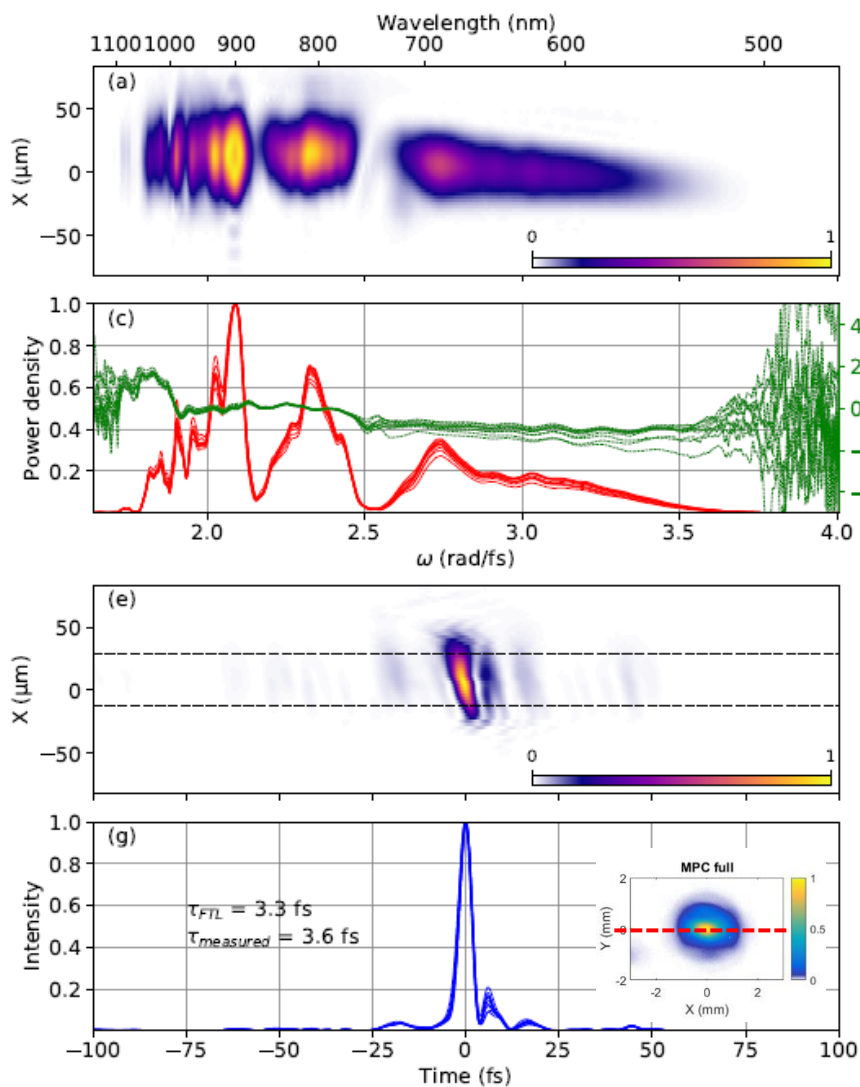 Wavelength (nm)
1100 1000 900 800 700 600 500
(a)
50
0
−50
X (μm)
0 1
(c)
1.0
0.8
0.6
0.4
0.2
Power density
4
2
0
2.0 2.5 3.0 3.5 4.0
ω (rad/fs)
(e)
50
0
−50
X (μm)
0 1
(g)
1.0
0.8
0.6
0.4
0.2
Intensity
τFTL = 3.3 fs
τmeasured = 3.6 fs
MPC full
2
0
-2
Y (mm)
-2 0 2
X (mm)
1
0.5
0
−100 −75 −50 −25 0 25 50 75 100
Time (fs)